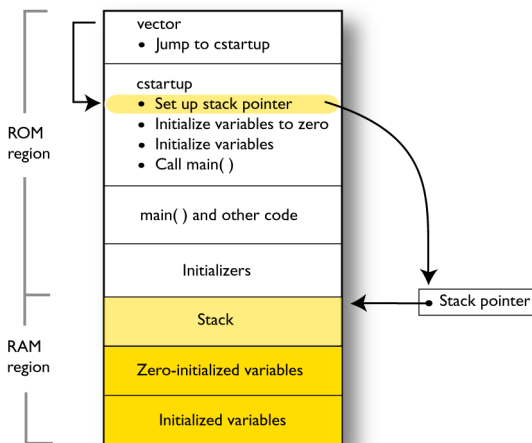 vector
• Jump to cstartup
cstartup
• Set up stack pointer
• Initialize variables to zero
• Initialize variables
• Call main( )
ROM
region
main( ) and other code
Initializers
Stack pointer
Stack
RAM
region
Zero-initialized variables
Initialized variables